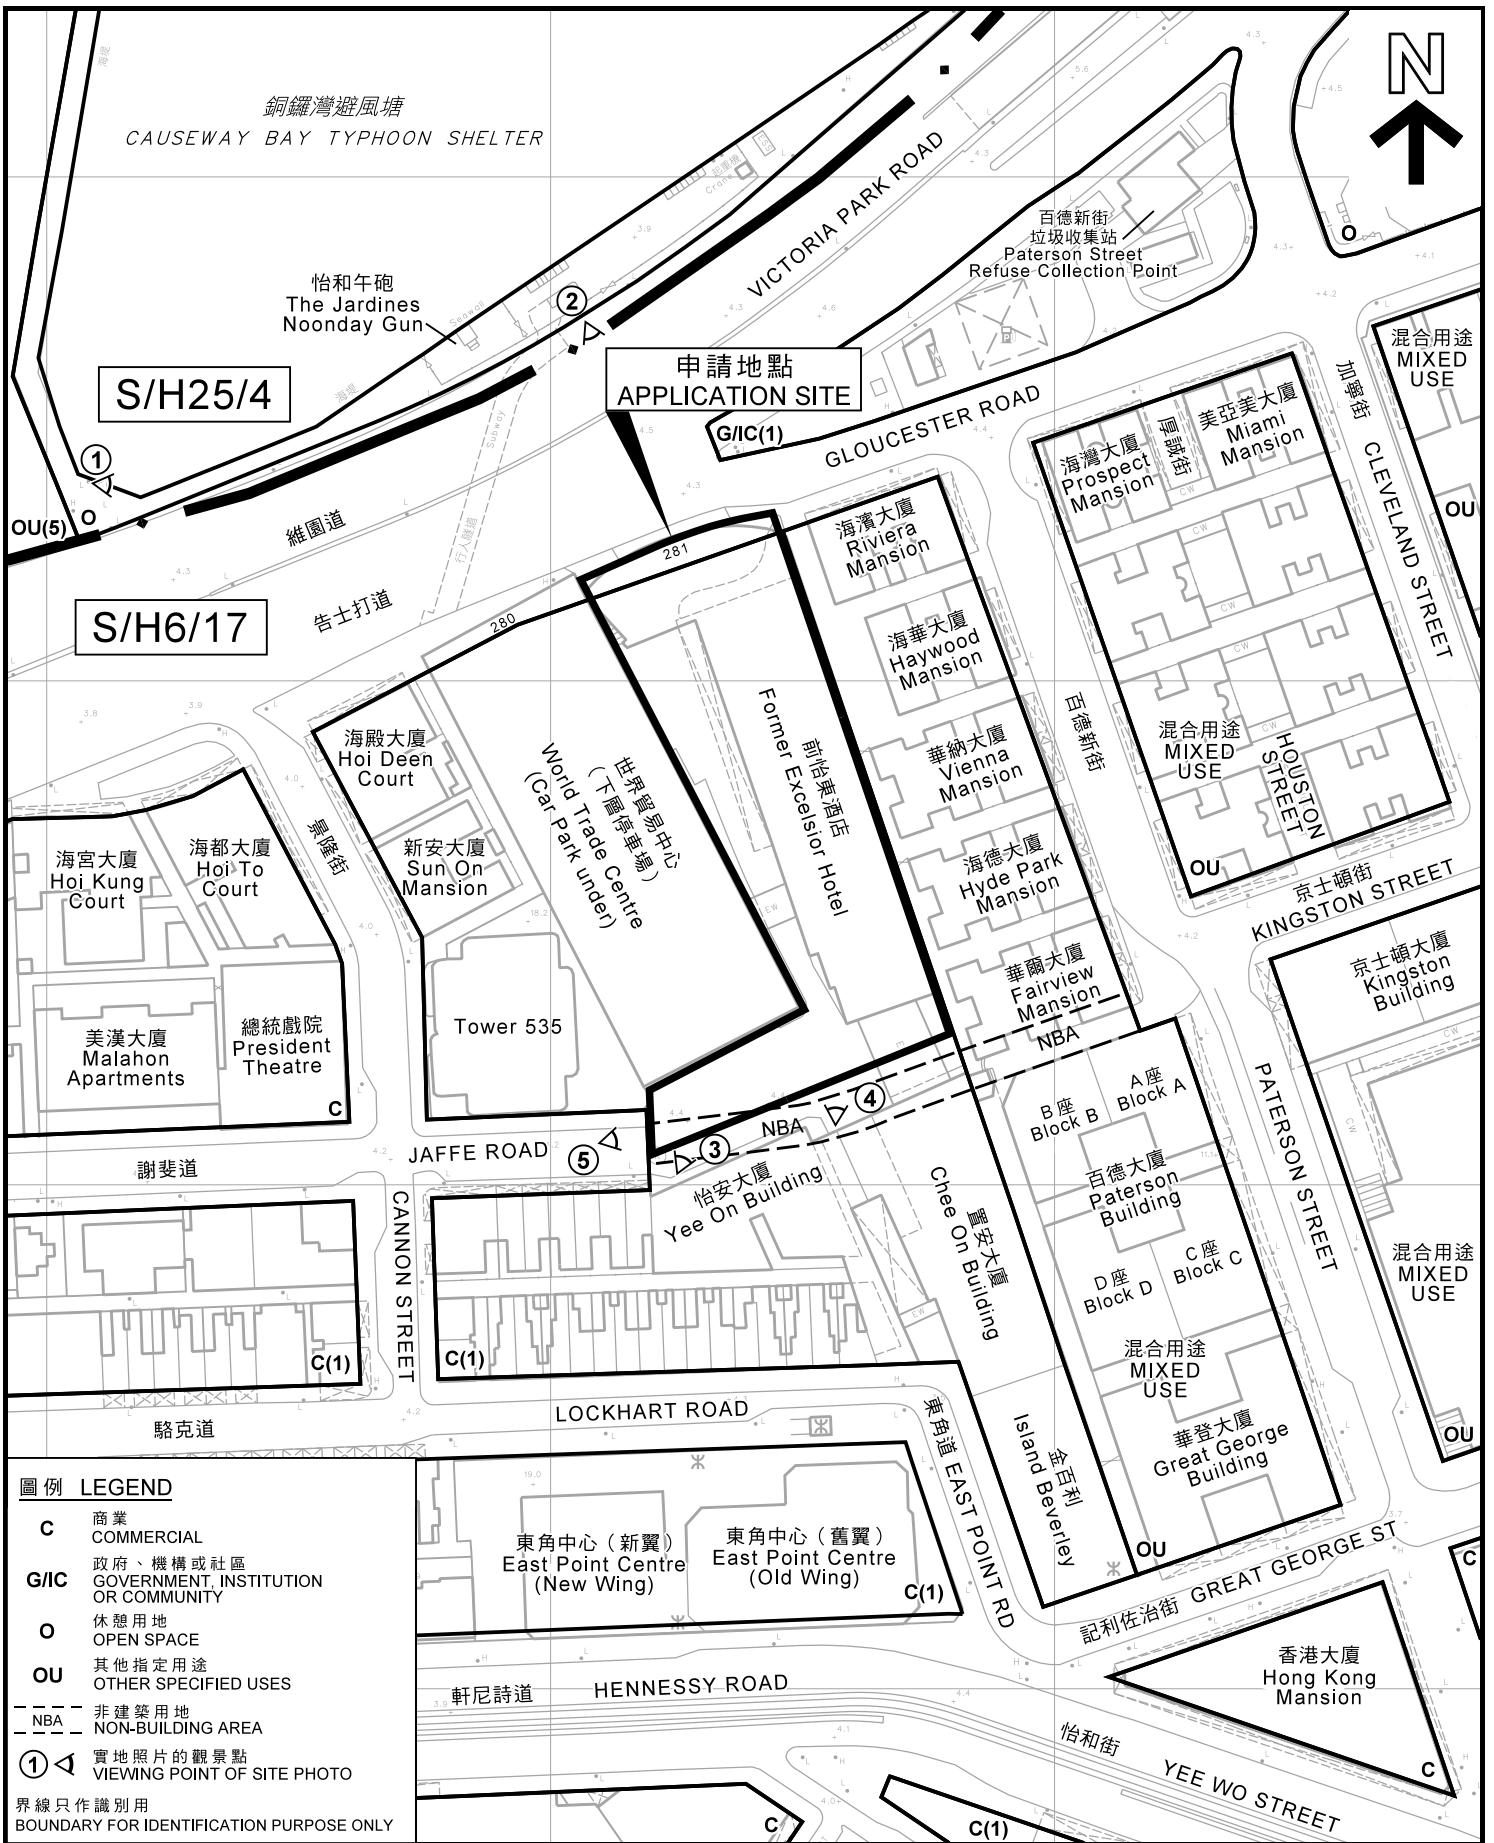 銅鑼灣避風塘
CAUSEWAY BAY TYPHOON SHELTER
N
海堤
起重機
Crane
ESS
VICTORIA PARK ROAD
百德新街
垃圾收集站
Paterson Street
Refuse Collection Point
O
怡和午砲
The Jardines
Noonday Gun
Seawall
2
S/H25/4
海堤
Subway
行人隧道
申請地點
APPLICATION SITE
G/IC(1)
GLOUCESTER ROAD
混合用途
MIXED
USE
OU
加寧街
CLEVELAND STREET
美亞美大廈
Miami
Mansion
厚誠街
海灣大廈
Prospect
Mansion
1
OU(5)
O
維園道
告士打道
S/H6/17
280
281
海濱大廈
Riviera
Mansion
海華大廈
Haywood
Mansion
華納大廈
Vienna
Mansion
海德大廈
Hyde Park
Mansion
華爾大廈
Fairview
Mansion
百德新街
混合用途
MIXED
USE
HOUSTON
STREET
OU
京士頓街
KINGSTON STREET
京士頓大廈
Kingston
Building
海殿大廈
Hoi Deen
Court
新安大廈
Sun On
Mansion
世界貿易中心
(下層停車場)
World Trade Centre
(Car Park under)
前怡東酒店
Former Excelsior Hotel
海宮大廈
Hoi Kung
Court
海都大廈
Hoi To
Court
景隆街
美漢大廈
Malahon
Apartments
總統戲院
President
Theatre
C
Tower 535
NBA
NBA
4
3
5
謝斐道
JAFFE ROAD
怡安大廈
Yee On Building
置安大廈
Chee On Building
A座
Block A
B座
Block B
百德大廈
Paterson
Building
C座
Block C
D座
Block D
混合用途
MIXED
USE
華登大廈
Great George
Building
OU
PATERSON STREET
混合用途
MIXED
USE
OU
CANNON STREET
C(1)
C(1)
駱克道
LOCKHART ROAD
東角道 EAST POINT RD
金百利
Island Beverley
東角中心（新翼）
East Point Centre
(New Wing)
東角中心（舊翼）
East Point Centre
(Old Wing)
C(1)
記利佐治街 GREAT GEORGE ST
C
軒尼詩道
HENNESSY ROAD
香港大廈
Hong Kong
Mansion
C
怡和街
YEE WO STREET
C
C(1)
圖例 LEGEND
C 商業
COMMERCIAL
G/IC 政府、機構或社區
GOVERNMENT, INSTITUTION
OR COMMUNITY
O 休憩用地
OPEN SPACE
OU 其他指定用途
OTHER SPECIFIED USES
NBA 非建築用地
NON-BUILDING AREA
1 實地照片的觀景點
VIEWING POINT OF SITE PHOTO
界線只作識別用
BOUNDARY FOR IDENTIFICATION PURPOSE ONLY